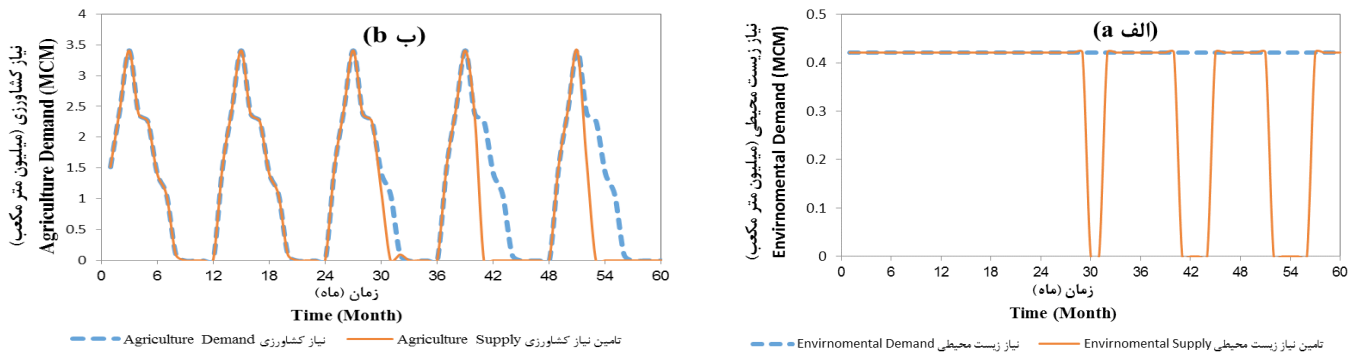 (ب b)
نیاز کشاورزی (میلیون متر مکعب)
Agriculture Demand (MCM)
4
3.5
3
2.5
2
1.5
1
0.5
0
0 6 12 18 24 30 36 42 48 54 60
زمان (ماه)
Time (Month)
Agriculture Demand نیاز کشاورزی
Agriculture Supply تامین نیاز کشاورزی
(الف a)
نیاز زیست محیطی (میلیون متر مکعب)
Envirnomental Demand (MCM)
0.5
0.4
0.3
0.2
0.1
0
0 6 12 18 24 30 36 42 48 54 60
زمان (ماه)
Time (Month)
Envirnomental Demand نیاز زیست محیطی
Envirnomental Supply تامین نیاز زیست محیطی